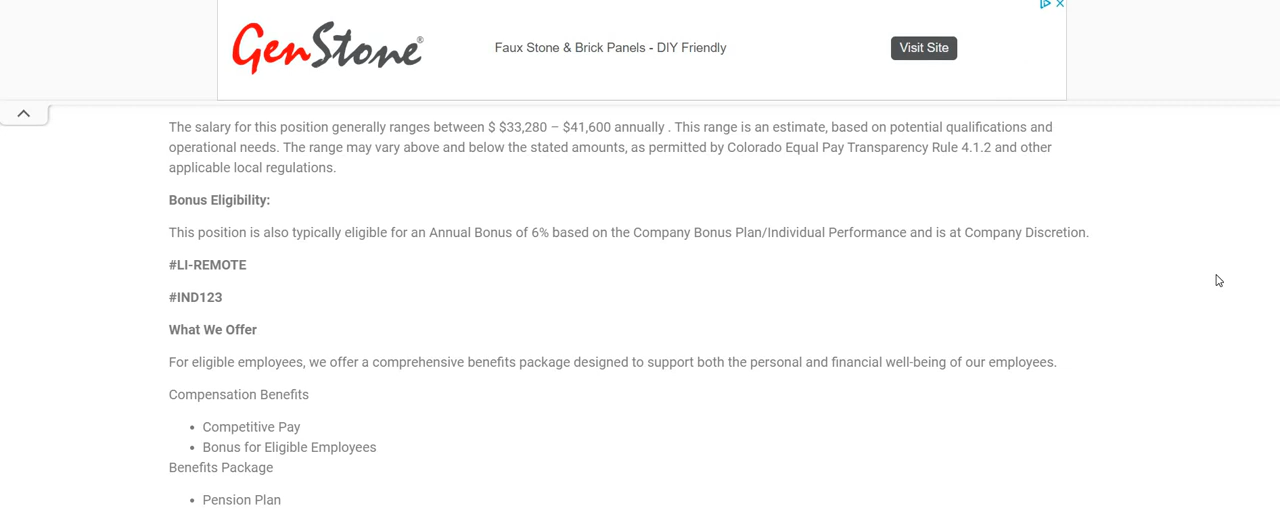 GenStone®
Faux Stone & Brick Panels - DIY Friendly
Visit Site
The salary for this position generally ranges between $ $33,280 – $41,600 annually . This range is an estimate, based on potential qualifications and
operational needs. The range may vary above and below the stated amounts, as permitted by Colorado Equal Pay Transparency Rule 4.1.2 and other
applicable local regulations.
Bonus Eligibility:
This position is also typically eligible for an Annual Bonus of 6% based on the Company Bonus Plan/Individual Performance and is at Company Discretion.
#LI-REMOTE
#IND123
What We Offer
For eligible employees, we offer a comprehensive benefits package designed to support both the personal and financial well-being of our employees.
Compensation Benefits
• Competitive Pay
• Bonus for Eligible Employees
Benefits Package
• Pension Plan